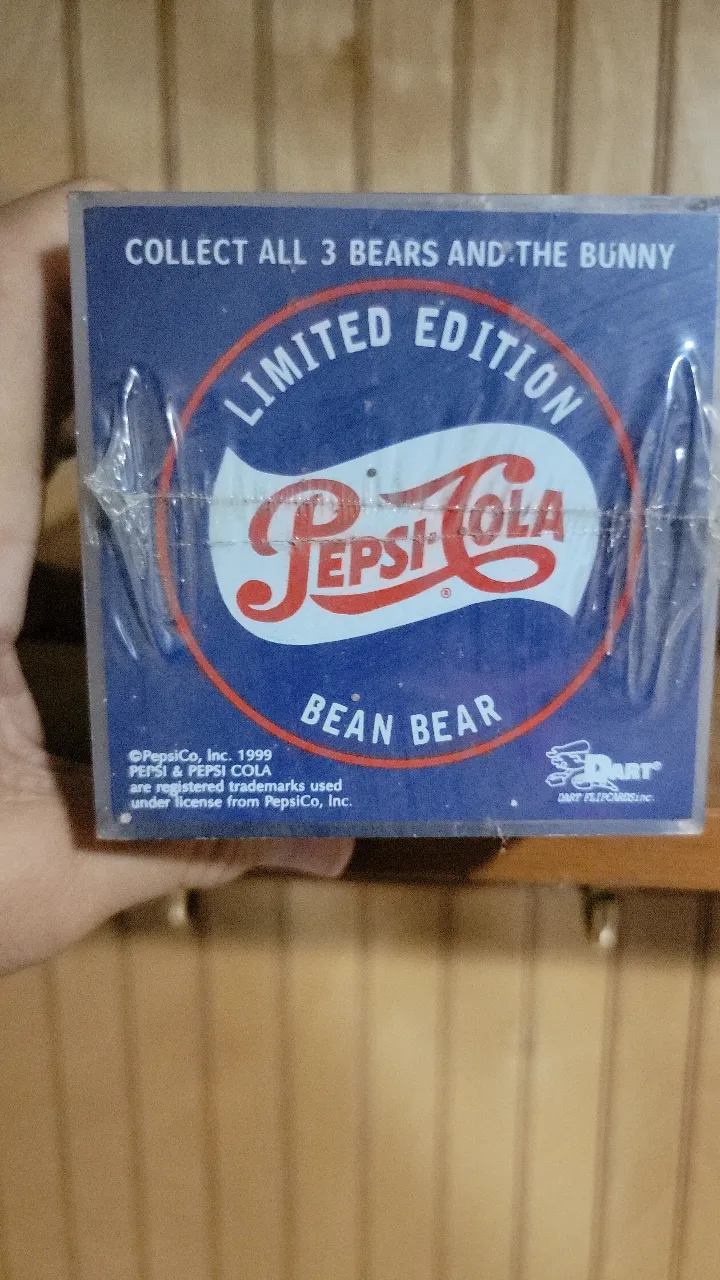 COLLECT ALL 3 BEARS AND THE BUNNY
LIMITED EDITION
PEPSI-COLA
®
BEAN BEAR
©PepsiCo, Inc. 1999
PEPSI & PEPSI COLA
are registered trademarks used
under license from PepsiCo, Inc.
DART®
DART FLIPCARDS inc.